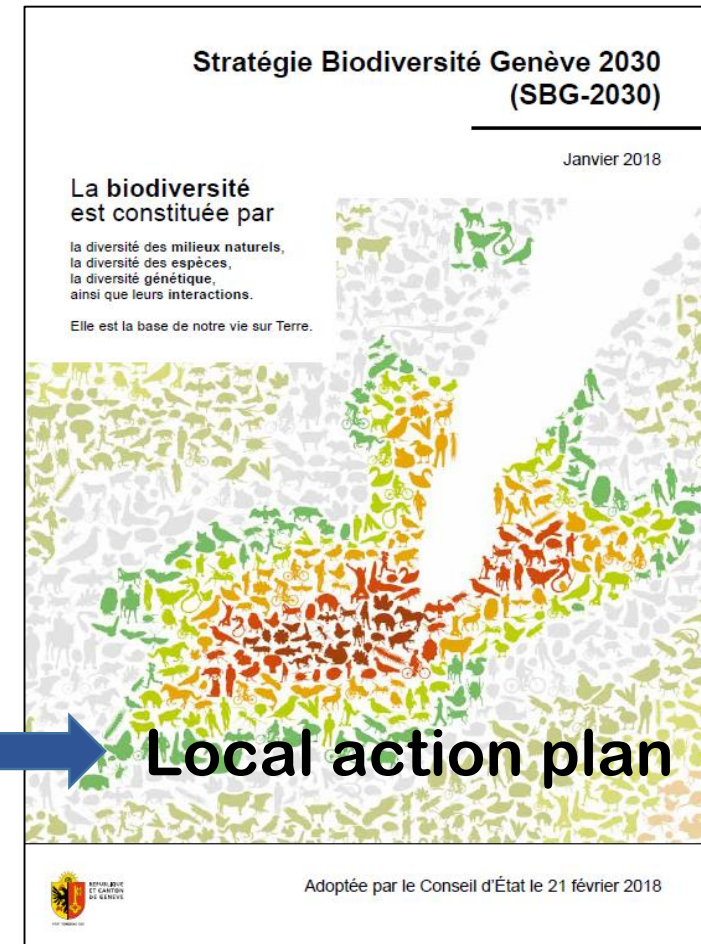 Stratégie Biodiversité Genève 2030
(SBG-2030)
Janvier 2018
La biodiversité
est constituée par
la diversité des milieux naturels,
la diversité des espèces,
la diversité génétique,
ainsi que leurs interactions.
Elle est la base de notre vie sur Terre.
Local action plan
REPUBLIQUE
ET CANTON
DE GENEVE
Adoptée par le Conseil d'État le 21 février 2018